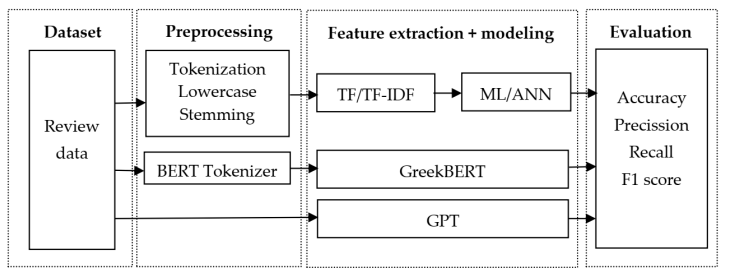 Dataset
Preprocessing
Feature extraction + modeling
Evaluation
Review
data
Tokenization
Lowercase
Stemming
TF/TF-IDF
ML/ANN
BERT Tokenizer
GreekBERT
GPT
Accuracy
Precission
Recall
F1 score